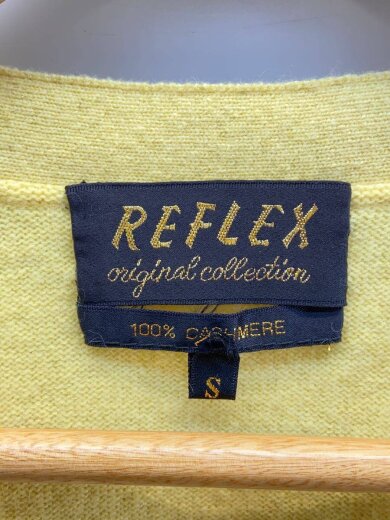 REFLEX
original collection
100% CASHMERE
S